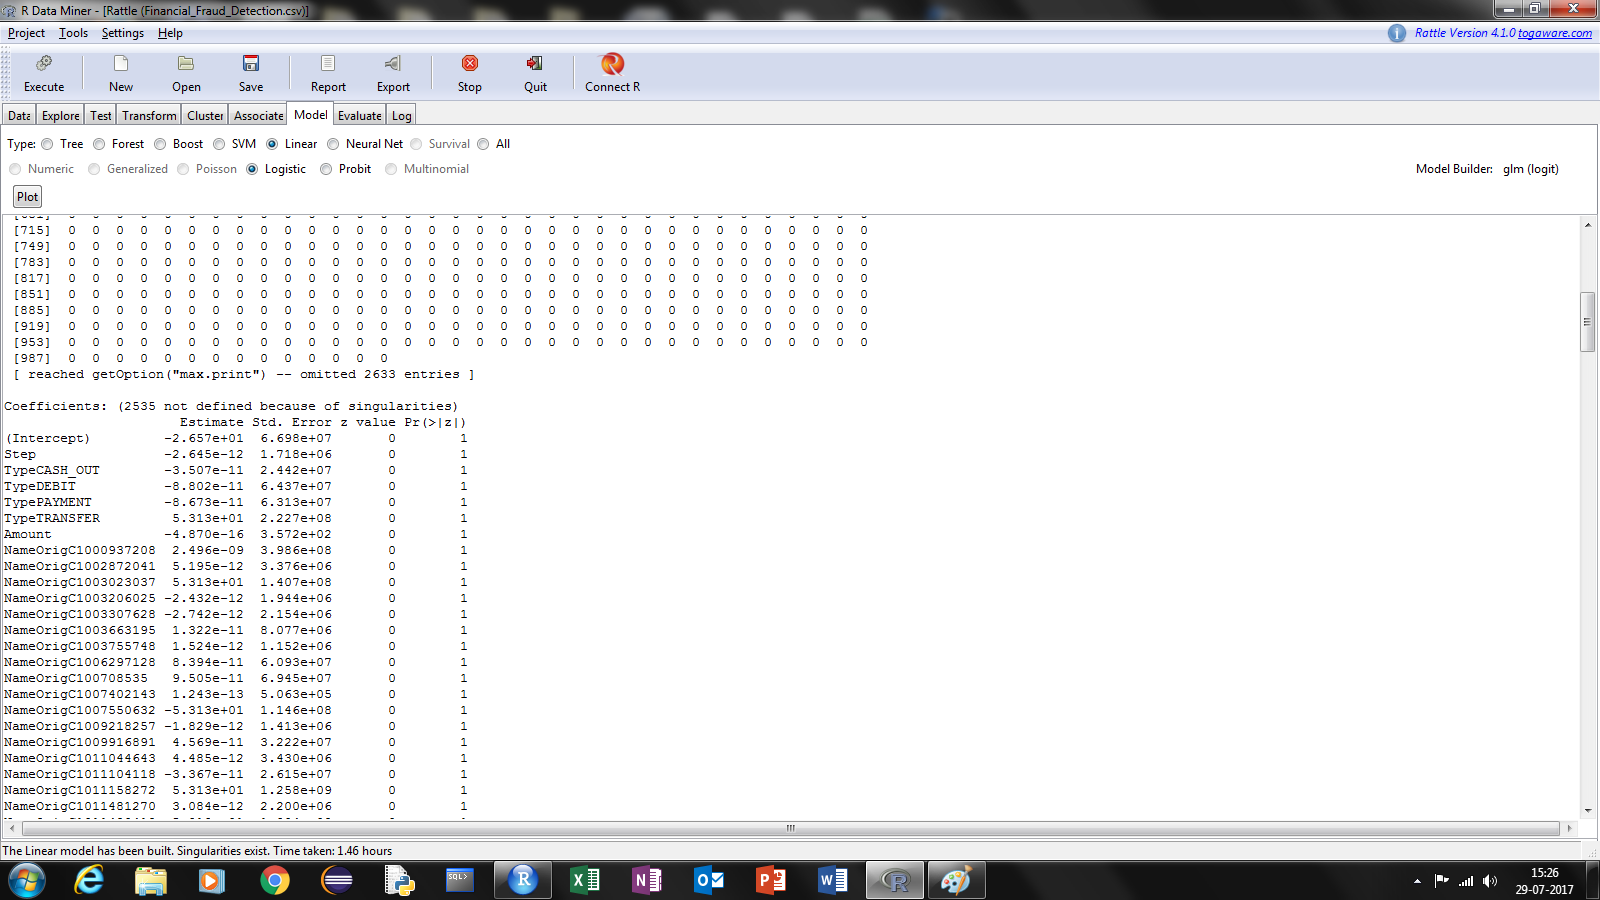 R Data Miner - [Rattle (Financial_Fraud_Detection.csv)]
Project Tools Settings Help
Rattle Version 4.1.0 togaware.com
Execute New Open Save Report Export Stop Quit Connect R
Data Explore Test Transform Cluster Associate Model Evaluate Log
Type: Tree Forest Boost SVM Linear Neural Net Survival All
Numeric Generalized Poisson Logistic Probit Multinomial Model Builder: glm (logit)
Plot
[715] 0 0 0 0 0 0 0 0 0 0 0 0 0 0 0 0 0 0 0 0 0 0 0 0 0 0 0 0 0 0 0 0 0 0
[749] 0 0 0 0 0 0 0 0 0 0 0 0 0 0 0 0 0 0 0 0 0 0 0 0 0 0 0 0 0 0 0 0 0 0
[783] 0 0 0 0 0 0 0 0 0 0 0 0 0 0 0 0 0 0 0 0 0 0 0 0 0 0 0 0 0 0 0 0 0 0
[817] 0 0 0 0 0 0 0 0 0 0 0 0 0 0 0 0 0 0 0 0 0 0 0 0 0 0 0 0 0 0 0 0 0 0
[851] 0 0 0 0 0 0 0 0 0 0 0 0 0 0 0 0 0 0 0 0 0 0 0 0 0 0 0 0 0 0 0 0 0 0
[885] 0 0 0 0 0 0 0 0 0 0 0 0 0 0 0 0 0 0 0 0 0 0 0 0 0 0 0 0 0 0 0 0 0 0
[919] 0 0 0 0 0 0 0 0 0 0 0 0 0 0 0 0 0 0 0 0 0 0 0 0 0 0 0 0 0 0 0 0 0 0
[953] 0 0 0 0 0 0 0 0 0 0 0 0 0 0 0 0 0 0 0 0 0 0 0 0 0 0 0 0 0 0 0 0 0 0
[987] 0 0 0 0 0 0 0 0 0 0 0 0 0 0
[ reached getOption("max.print") -- omitted 2633 entries ]
Coefficients: (2535 not defined because of singularities)
Estimate Std. Error z value Pr(>|z|)
(Intercept) -2.657e+01 6.698e+07 0 1
Step -2.645e-12 1.718e+06 0 1
TypeCASH_OUT -3.507e-11 2.442e+07 0 1
TypeDEBIT -8.802e-11 6.437e+07 0 1
TypePAYMENT -8.673e-11 6.313e+07 0 1
TypeTRANSFER 5.313e+01 2.227e+08 0 1
Amount -4.870e-16 3.572e+02 0 1
NameOrigC1000937208 2.496e-09 3.986e+08 0 1
NameOrigC1002872041 5.195e-12 3.376e+06 0 1
NameOrigC1003023037 5.313e+01 1.407e+08 0 1
NameOrigC1003206025 -2.432e-12 1.944e+06 0 1
NameOrigC1003307628 -2.742e-12 2.154e+06 0 1
NameOrigC1003663195 1.322e-11 8.077e+06 0 1
NameOrigC1003755748 1.524e-12 1.152e+06 0 1
NameOrigC1006297128 8.394e-11 6.093e+07 0 1
NameOrigC100708535 9.505e-11 6.945e+07 0 1
NameOrigC1007402143 1.243e-13 5.063e+05 0 1
NameOrigC1007550632 -5.313e+01 1.146e+08 0 1
NameOrigC1009218257 -1.829e-12 1.413e+06 0 1
NameOrigC1009916891 4.569e-11 3.222e+07 0 1
NameOrigC1011044643 4.485e-12 3.430e+06 0 1
NameOrigC1011104118 -3.367e-11 2.615e+07 0 1
NameOrigC1011158272 5.313e+01 1.258e+09 0 1
NameOrigC1011481270 3.084e-12 2.200e+06 0 1
The Linear model has been built. Singularities exist. Time taken: 1.46 hours
SQL>
15:26
29-07-2017